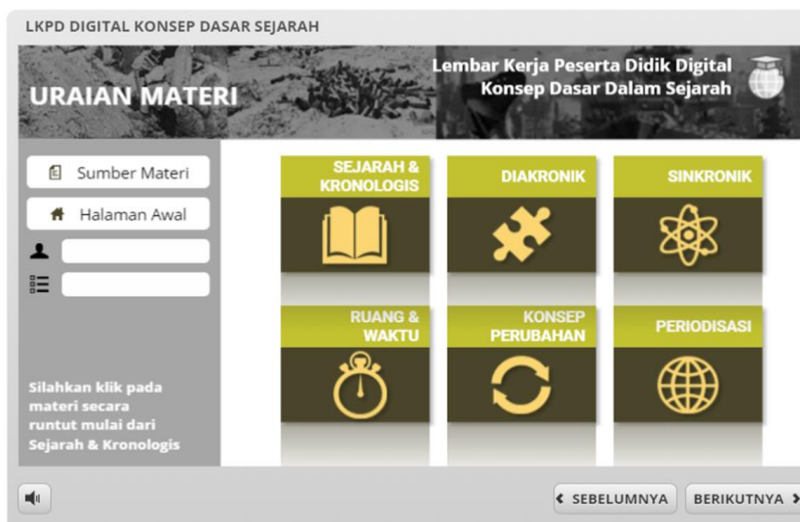 LKPD DIGITAL KONSEP DASAR SEJARAH
URAIAN MATERI
Lembar Kerja Peserta Didik Digital
Konsep Dasar Dalam Sejarah
Sumber Materi
Halaman Awal
Silahkan klik pada
materi secara
runtut mulai dari
Sejarah & Kronologis
SEJARAH &
KRONOLOGIS
DIAKRONIK
SINKRONIK
RUANG &
WAKTU
KONSEP
PERUBAHAN
PERIODISASI
SEBELUMNYA
BERIKUTNYA